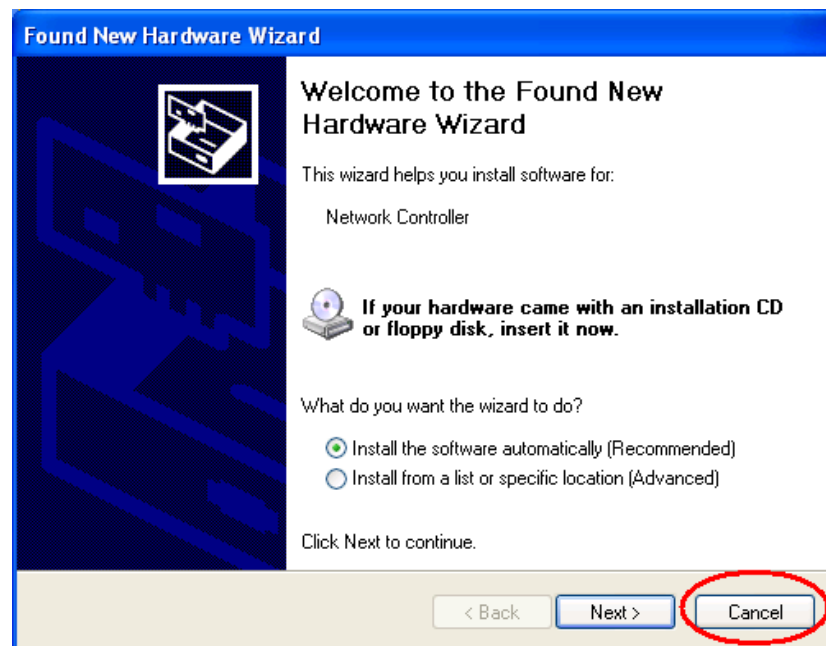 Found New Hardware Wizard
Welcome to the Found New
Hardware Wizard
This wizard helps you install software for:
Network Controller
If your hardware came with an installation CD
or floppy disk, insert it now.
What do you want the wizard to do?
Install the software automatically (Recommended)
Install from a list or specific location (Advanced)
Click Next to continue.
< Back Next > Cancel